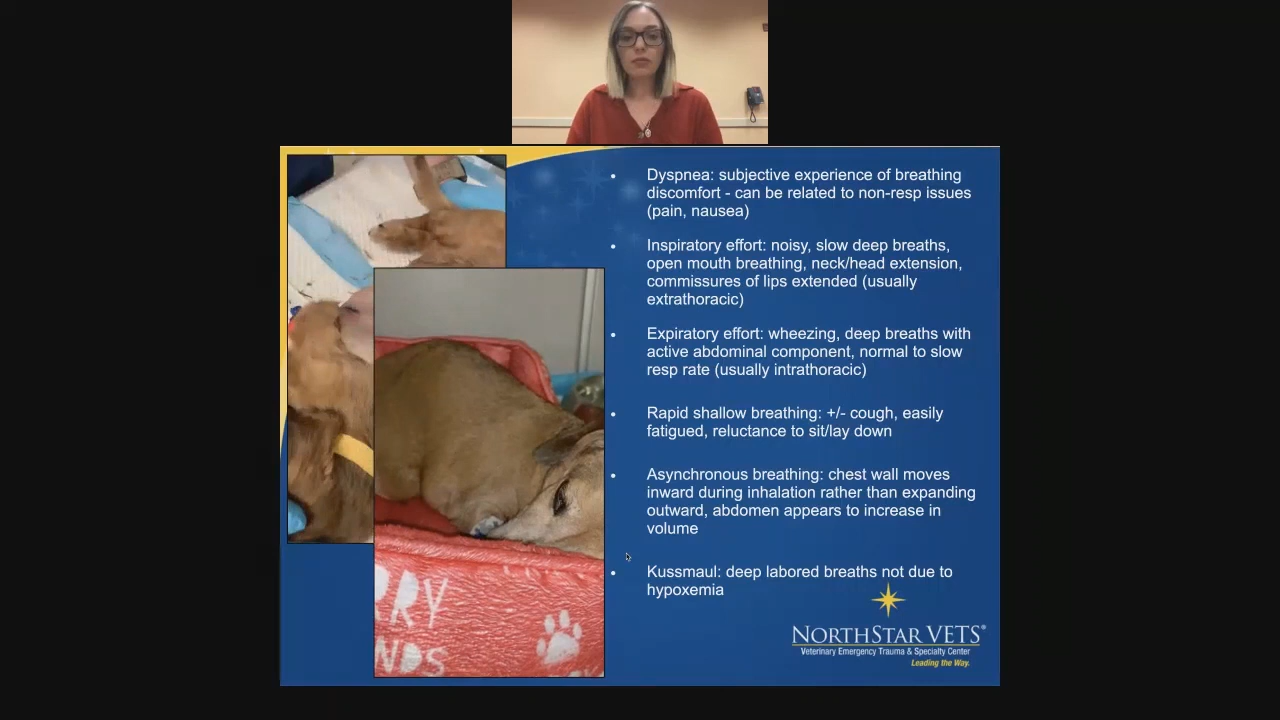 Dyspnea: subjective experience of breathing
discomfort - can be related to non-resp issues
(pain, nausea)
Inspiratory effort: noisy, slow deep breaths,
open mouth breathing, neck/head extension,
commissures of lips extended (usually
extrathoracic)
Expiratory effort: wheezing, deep breaths with
active abdominal component, normal to slow
resp rate (usually intrathoracic)
Rapid shallow breathing: +/- cough, easily
fatigued, reluctance to sit/lay down
Asynchronous breathing: chest wall moves
inward during inhalation rather than expanding
outward, abdomen appears to increase in
volume
Kussmaul: deep labored breaths not due to
hypoxemia
RRY
NDS
NORTHSTAR VETS®
Veterinary Emergency Trauma & Specialty Center
Leading the Way.